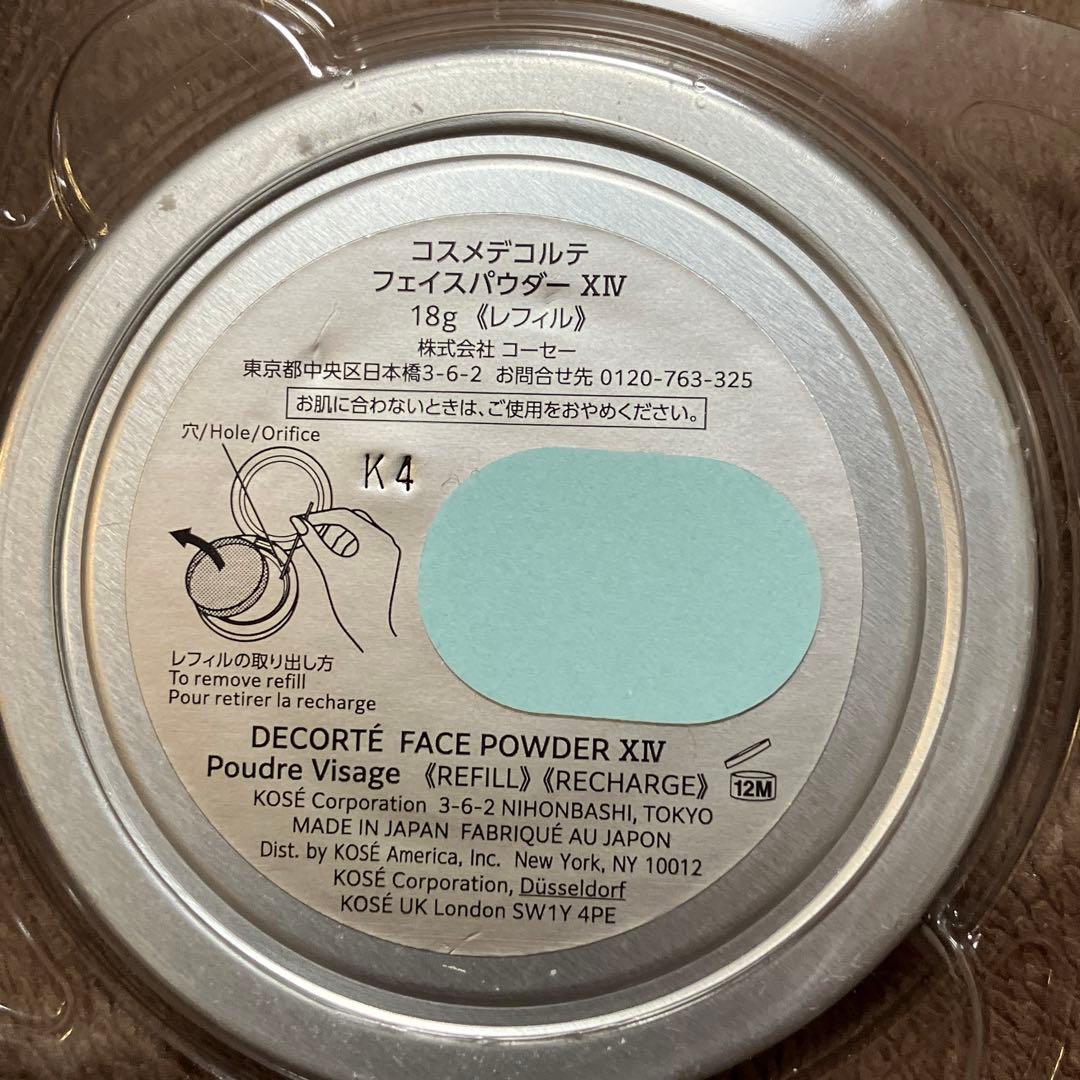 コスメデコルテ
フェイスパウダー XIV
18g 《レフィル》
株式会社 コーセー
東京都中央区日本橋3-6-2 お問合せ先 0120-763-325
お肌に合わないときは、ご使用をおやめください。
穴/Hole/Orifice
K4
レフィルの取り出し方
To remove refill
Pour retirer la recharge
DECORTÉ FACE POWDER XIV
Poudre Visage 《REFILL》《RECHARGE》
12M
KOSÉ Corporation 3-6-2 NIHONBASHI, TOKYO
MADE IN JAPAN FABRIQUÉ AU JAPON
Dist. by KOSÉ America, Inc. New York, NY 10012
KOSÉ Corporation, Düsseldorf
KOSÉ UK London SW1Y 4PE